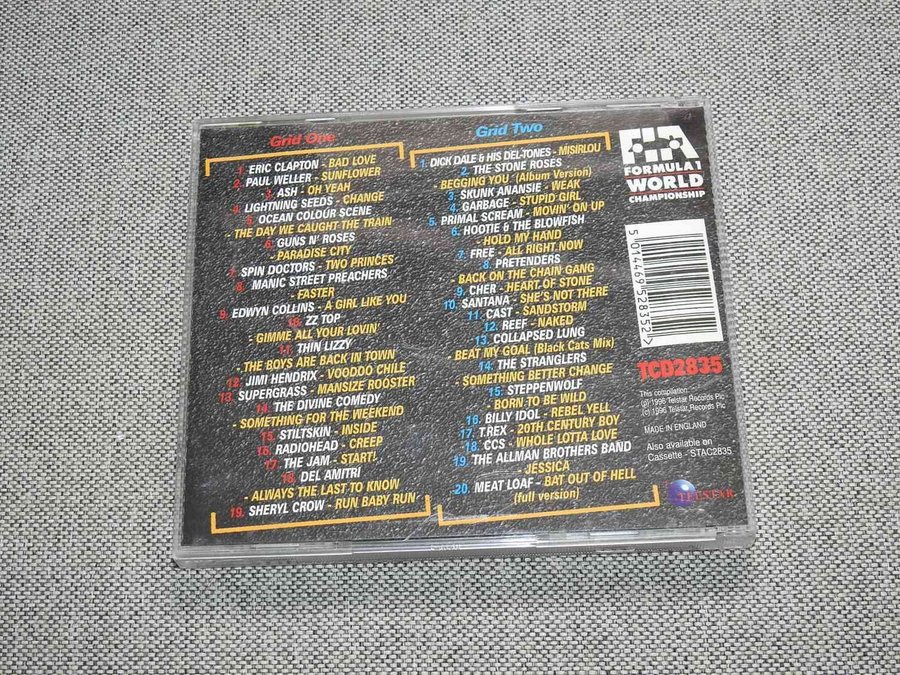 Grid One
1. ERIC CLAPTON - BAD LOVE
2. PAUL WELLER - SUNFLOWER
3. ASH - OH YEAH
4. LIGHTNING SEEDS - CHANGE
5. OCEAN COLOUR SCENE
- THE DAY WE CAUGHT THE TRAIN
6. GUNS N' ROSES
- PARADISE CITY
7. SPIN DOCTORS - TWO PRINCES
8. MANIC STREET PREACHERS
- FASTER
9. EDWYN COLLINS - A GIRL LIKE YOU
10. ZZ TOP
- GIMME ALL YOUR LOVIN'
11. THIN LIZZY
- THE BOYS ARE BACK IN TOWN
12. JIMI HENDRIX - VOODOO CHILE
13. SUPERGRASS - MANSIZE ROOSTER
14. THE DIVINE COMEDY
- SOMETHING FOR THE WEEKEND
15. STILTSKIN - INSIDE
16. RADIOHEAD - CREEP
17. THE JAM - START!
18. DEL AMITRI
- ALWAYS THE LAST TO KNOW
19. SHERYL CROW - RUN BABY RUN
Grid Two
1. DICK DALE & HIS DEL-TONES - MISIRLOU
2. THE STONE ROSES
- BEGGING YOU (Album Version)
3. SKUNK ANANSIE - WEAK
4. GARBAGE - STUPID GIRL
5. PRIMAL SCREAM - MOVIN' ON UP
6. HOOTIE & THE BLOWFISH
- HOLD MY HAND
7. FREE - ALL RIGHT NOW
8. PRETENDERS
- BACK ON THE CHAIN GANG
9. CHER - HEART OF STONE
10. SANTANA - SHE'S NOT THERE
11. CAST - SANDSTORM
12. REEF - NAKED
13. COLLAPSED LUNG
- BEAT MY GOAL (Black Cats Mix)
14. THE STRANGLERS
- SOMETHING BETTER CHANGE
15. STEPPENWOLF
- BORN TO BE WILD
16. BILLY IDOL - REBEL YELL
17. T.REX - 20TH CENTURY BOY
18. CCS - WHOLE LOTTA LOVE
19. THE ALLMAN BROTHERS BAND
- JESSICA
20. MEAT LOAF - BAT OUT OF HELL
(full version)
FIA
FORMULA 1
WORLD
CHAMPIONSHIP
5 014469 528352 >
TCD2835
This compilation
(p) 1996 Telstar Records Plc
(c) 1996 Telstar Records Plc
MADE IN ENGLAND
Also available on
Cassette - STAC2835
TELSTAR